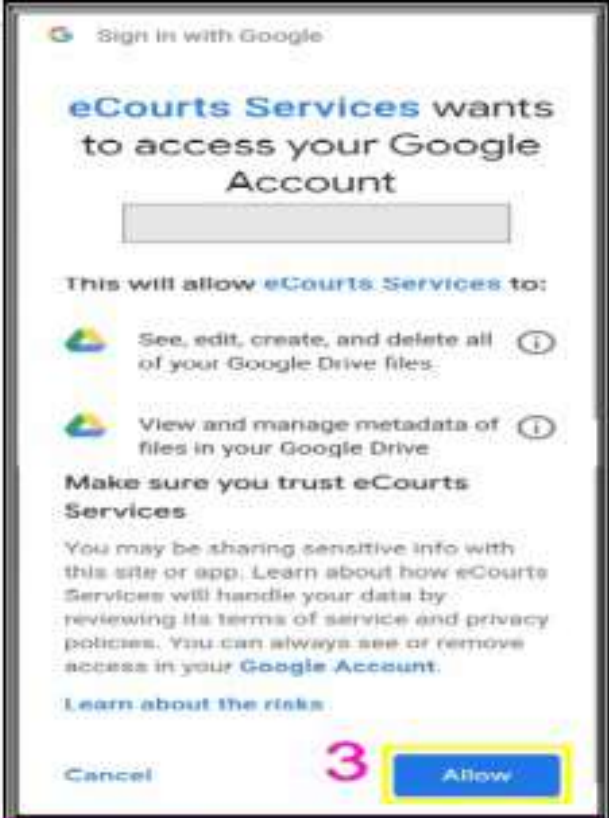 Sign in with Google
eCourts Services wants
to access your Google
Account
This will allow eCourts Services to:
See, edit, create, and delete all
of your Google Drive files
View and manage metadata of
files in your Google Drive
Make sure you trust eCourts
Services
You may be sharing sensitive info with
this site or app. Learn about how eCourts
Services will handle your data by
reviewing its terms of service and privacy
policies. You can always see or remove
access in your Google Account.
Learn about the risks
Cancel
3
Allow